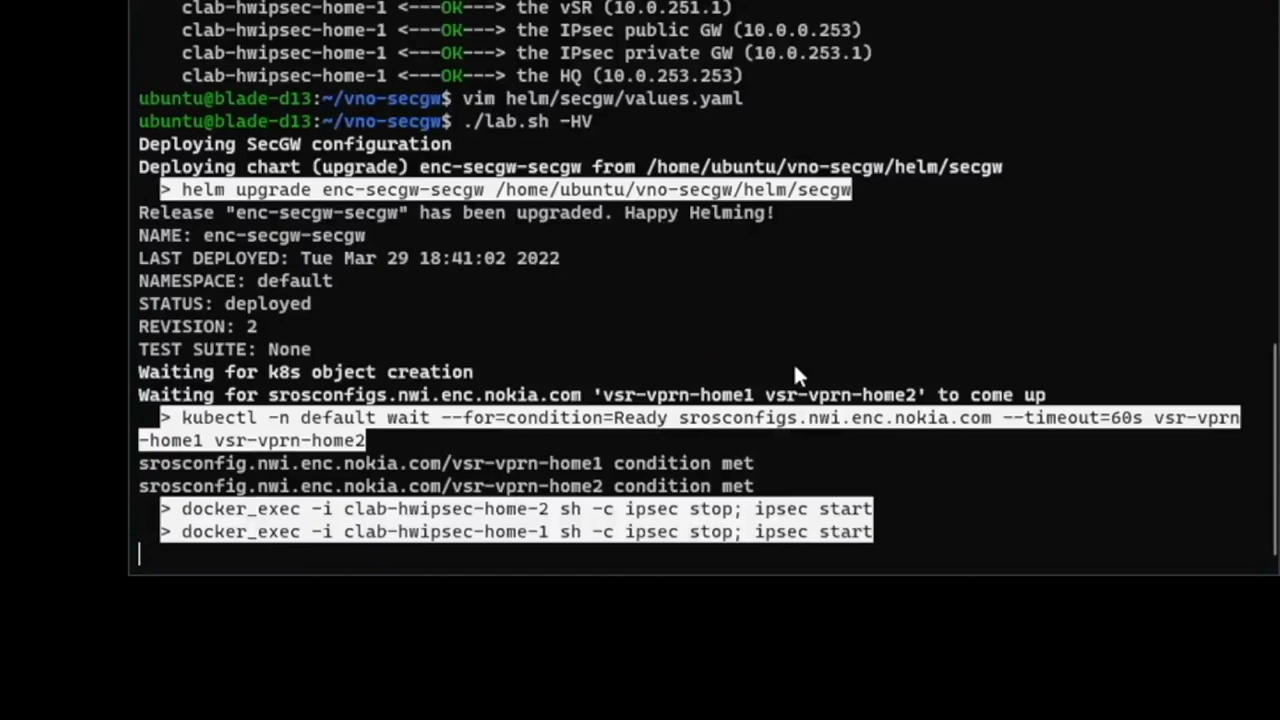 clab-hwipsec-home-1 <---OK---> the vSR (10.0.251.1)
clab-hwipsec-home-1 <---OK---> the IPsec public GW (10.0.0.253)
clab-hwipsec-home-1 <---OK---> the IPsec private GW (10.0.253.1)
clab-hwipsec-home-1 <---OK---> the HQ (10.0.253.253)
ubuntu@blade-d13:~/vno-secgw$ vim helm/secgw/values.yaml
ubuntu@blade-d13:~/vno-secgw$ ./lab.sh -HV
Deploying SecGW configuration
Deploying chart (upgrade) enc-secgw-secgw from /home/ubuntu/vno-secgw/helm/secgw
> helm upgrade enc-secgw-secgw /home/ubuntu/vno-secgw/helm/secgw
Release "enc-secgw-secgw" has been upgraded. Happy Helming!
NAME: enc-secgw-secgw
LAST DEPLOYED: Tue Mar 29 18:41:02 2022
NAMESPACE: default
STATUS: deployed
REVISION: 2
TEST SUITE: None
Waiting for k8s object creation
Waiting for srosconfigs.nwi.enc.nokia.com 'vsr-vprn-home1 vsr-vprn-home2' to come up
> kubectl -n default wait --for=condition=Ready srosconfigs.nwi.enc.nokia.com --timeout=60s vsr-vprn
-home1 vsr-vprn-home2
srosconfig.nwi.enc.nokia.com/vsr-vprn-home1 condition met
srosconfig.nwi.enc.nokia.com/vsr-vprn-home2 condition met
> docker_exec -i clab-hwipsec-home-2 sh -c ipsec stop; ipsec start
> docker_exec -i clab-hwipsec-home-1 sh -c ipsec stop; ipsec start